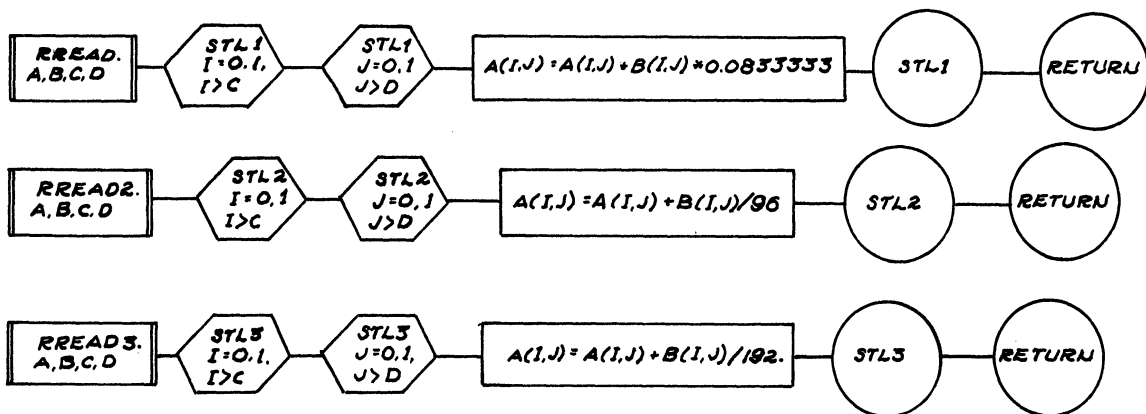 RREAD.
A,B,C,D
STL1
I=0,1,
I>C
STL1
J=0,1
J>D
A(I,J)=A(I,J)+B(I,J)*0.0833333
STL1
RETURN
RREAD2.
A,B,C,D
STL2
I=0,1
I>C
STL2
J=0,1
J>D
A(I,J)=A(I,J)+B(I,J)/96
STL2
RETURN
RREAD3.
A,B,C,D
STL3
I=0,1,
I>C
STL3
J=0,1,
J>D
A(I,J)=A(I,J)+B(I,J)/192.
STL3
RETURN